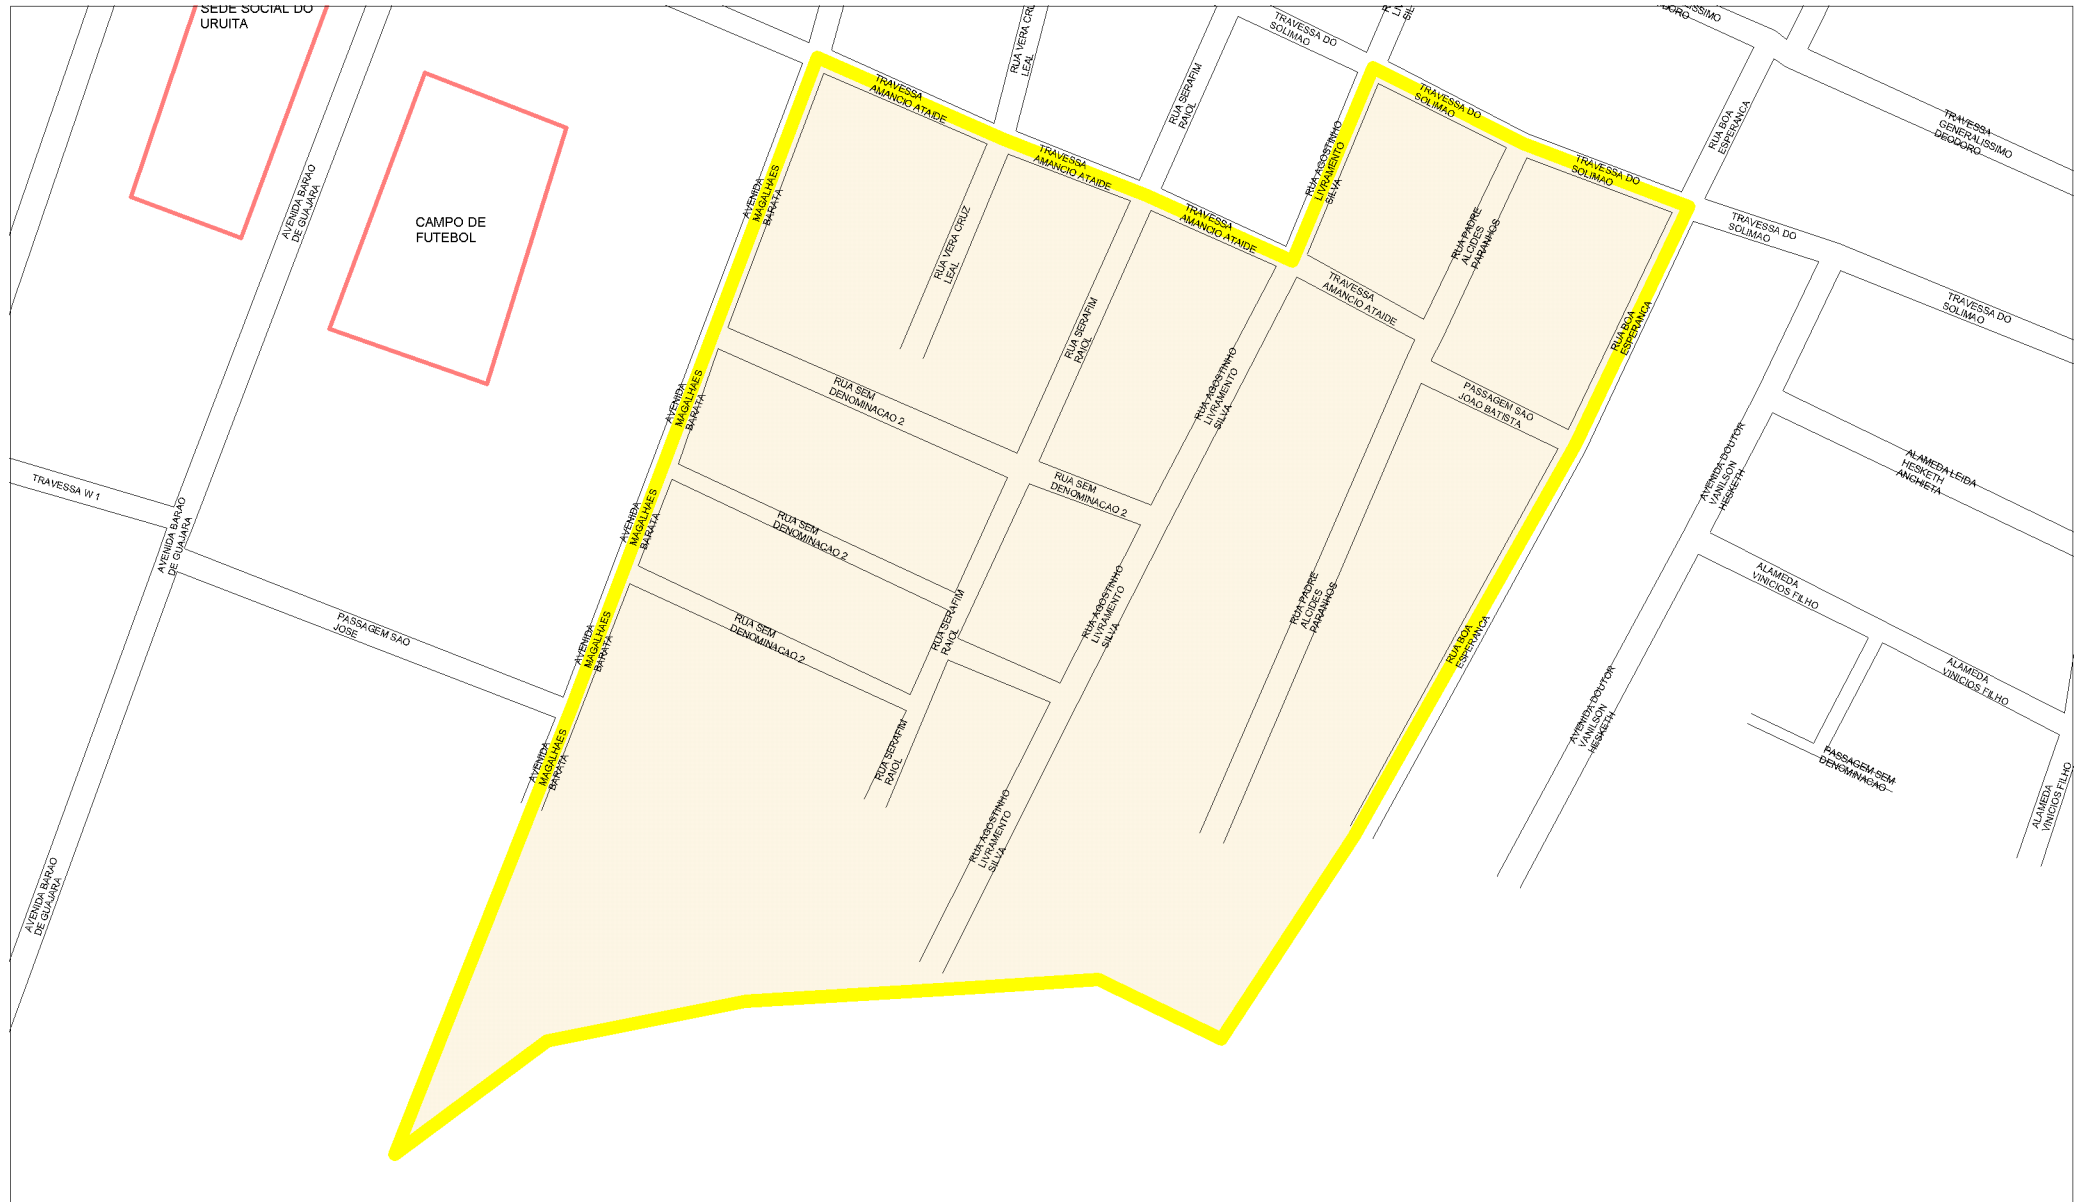 SEDE SOCIAL DO
URUITA
CAMPO DE
FUTEBOL
AVENIDA BARAO
DE GUAJARA
TRAVESSA W 1
AVENIDA BARAO
DE GUAJARA
PASSAGEM SAO
JOSE
AVENIDA BARAO
DE GUAJARA
AVENIDA
MAGALHAES
BARATA
AVENIDA
MAGALHAES
BARATA
AVENIDA
MAGALHAES
BARATA
AVENIDA
MAGALHAES
BARATA
AVENIDA
MAGALHAES
BARATA
TRAVESSA
AMANCIO ATAIDE
TRAVESSA
AMANCIO ATAIDE
TRAVESSA
AMANCIO ATAIDE
TRAVESSA
AMANCIO ATAIDE
RUA VERA CRUZ
LEAL
RUA VERA CRUZ
LEAL
RUA SERAFIM
RAIOL
RUA SERAFIM
RAIOL
RUA SERAFIM
RAIOL
RUA SERAFIM
RAIOL
RUA SEM
DENOMINACAO 2
RUA SEM
DENOMINACAO 2
RUA SEM
DENOMINACAO 2
RUA SEM
DENOMINACAO 2
TRAVESSA DO
SOLIMAO
TRAVESSA DO
SOLIMAO
TRAVESSA DO
SOLIMAO
TRAVESSA DO
SOLIMAO
TRAVESSA DO
SOLIMAO
RUA AGOSTINHO
LIVRAMENTO
SILVA
RUA AGOSTINHO
LIVRAMENTO
SILVA
RUA AGOSTINHO
LIVRAMENTO
SILVA
RUA AGOSTINHO
LIVRAMENTO
SILVA
RUA PADRE
ALCIDES
PARANHOS
RUA PADRE
ALCIDES
PARANHOS
PASSAGEM SAO
JOAO BATISTA
RUA BOA
ESPERANCA
RUA BOA
ESPERANCA
RUA BOA
ESPERANCA
TRAVESSA
GENERALISSIMO
DEODORO
AVENIDA DOUTOR
VANILSON
HESKETH
AVENIDA DOUTOR
VANILSON
HESKETH
ALAMEDA LEIDA
HESKETH
ANCHIETA
ALAMEDA
VINICIOS FILHO
ALAMEDA
VINICIOS FILHO
ALAMEDA
VINICIOS FILHO
PASSAGEM SEM
DENOMINACAO